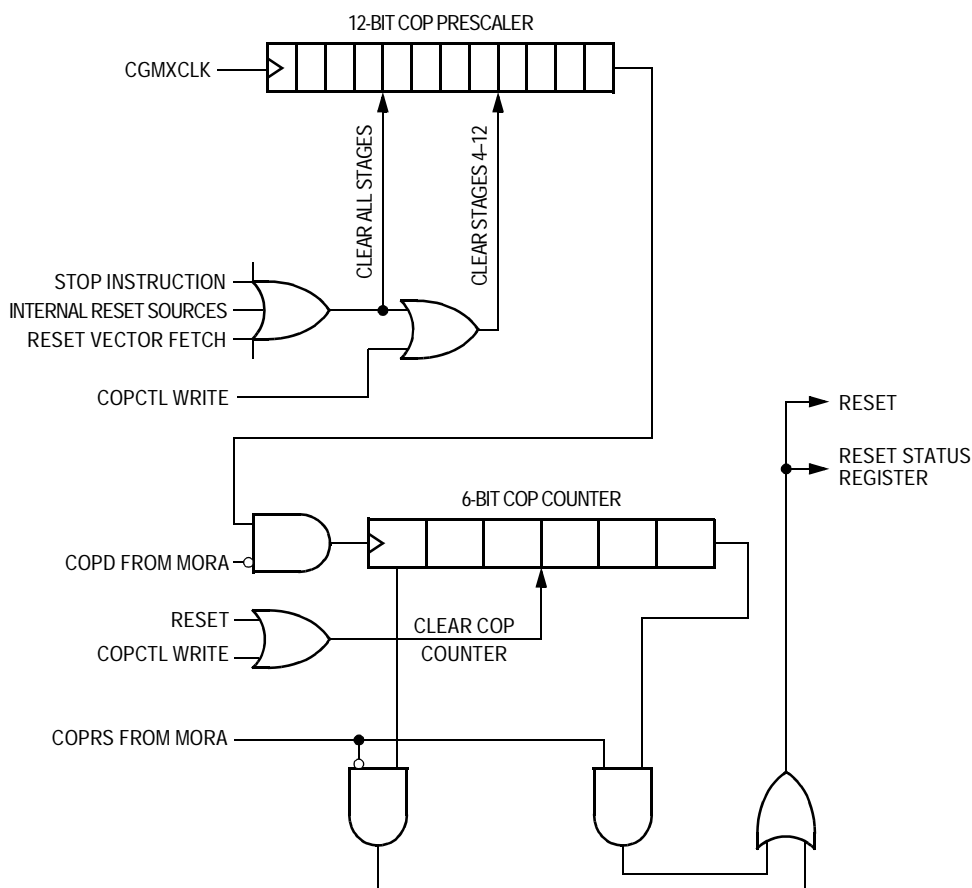 12-BIT COP PRESCALER
CGMXCLK
CLEAR ALL STAGES
CLEAR STAGES 4–12
STOP INSTRUCTION
INTERNAL RESET SOURCES
RESET VECTOR FETCH
COPCTL WRITE
RESET
RESET STATUS
REGISTER
6-BIT COP COUNTER
COPD FROM MORA
RESET
COPCTL WRITE
CLEAR COP
COUNTER
COPRS FROM MORA